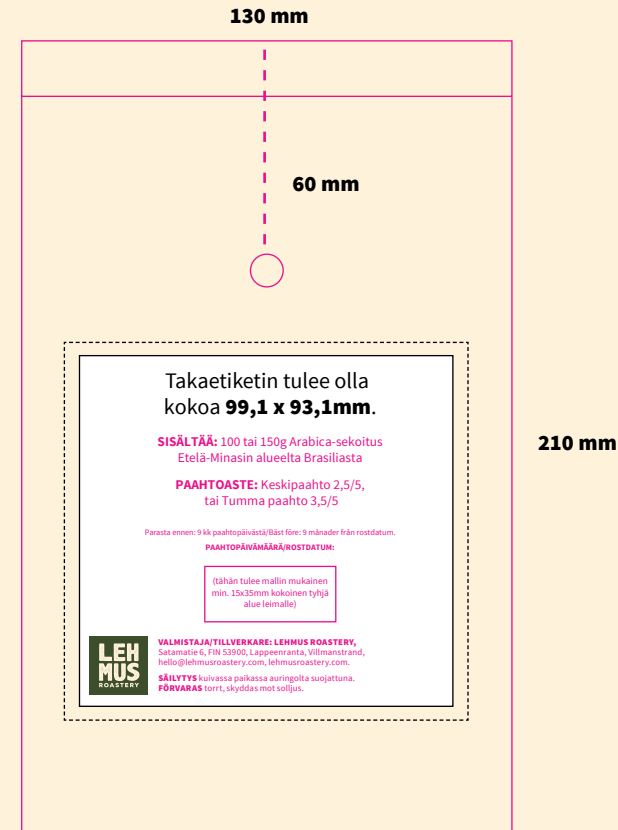 130 mm
60 mm
210 mm
Takaetiketin tulee olla
kokoa 99,1 x 93,1mm.
SISÄLTÄÄ: 100 tai 150g Arabica-sekoitus
Etelä-Minasin alueelta Brasiliasta
PAAHTOASTE: Keskipaahto 2,5/5,
tai Tumma paahto 3,5/5
Parasta ennen: 9 kk paahtopäivästä/Bäst före: 9 månader från rostdatum.
PAAHTOPÄIVÄMÄÄRÄ/ROSTDATUM:
(tähän tulee mallin mukainen
min. 15x35mm kokoinen tyhjä
alue leimalle)
LEH
MUS
ROASTERY
VALMISTAJA/TILLVERKARE: LEHMUS ROASTERY,
Satamatie 6, FIN 53900, Lappeenranta, Villmanstrand,
hello@lehmusroastery.com, lehmusroastery.com.
SÄILYTYS kuivassa paikassa auringolta suojattuna.
FÖRVARAS torrt, skyddas mot solljus.